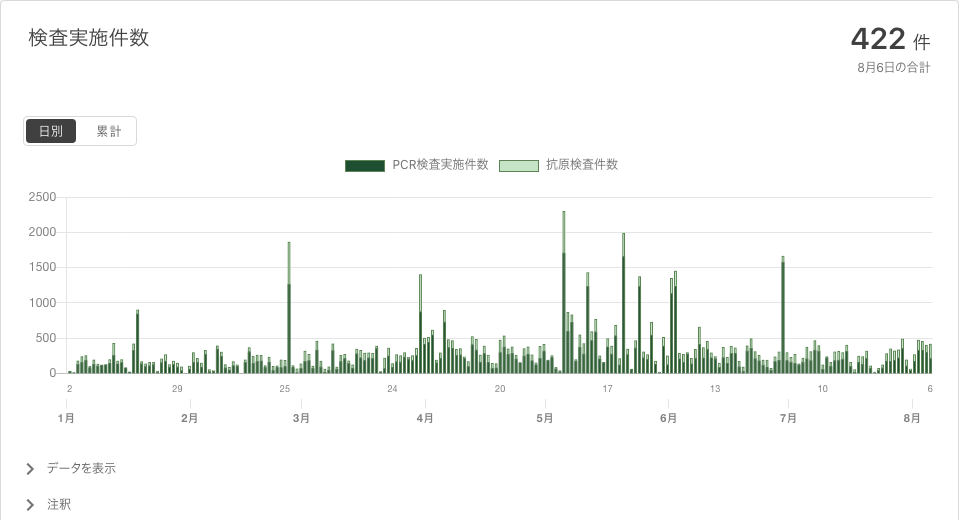 検査実施件数
422 件
8月6日の合計
日別 累計
PCR検査実施件数 抗原検査件数
2500
2000
1500
1000
500
0
2 29 25 24 20 17 13 10 6
1月 2月 3月 4月 5月 6月 7月 8月
データを表示
注釈